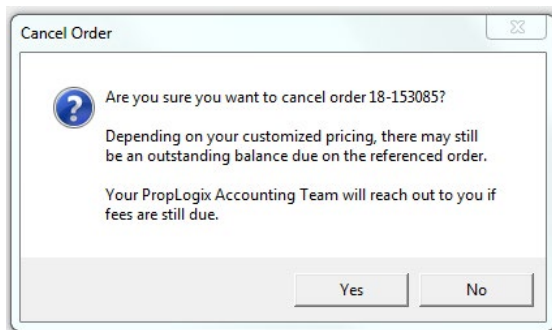 Cancel Order
Are you sure you want to cancel order 18-153085?
Depending on your customized pricing, there may still
be an outstanding balance due on the referenced order.
Your PropLogix Accounting Team will reach out to you if
fees are still due.
Yes
No